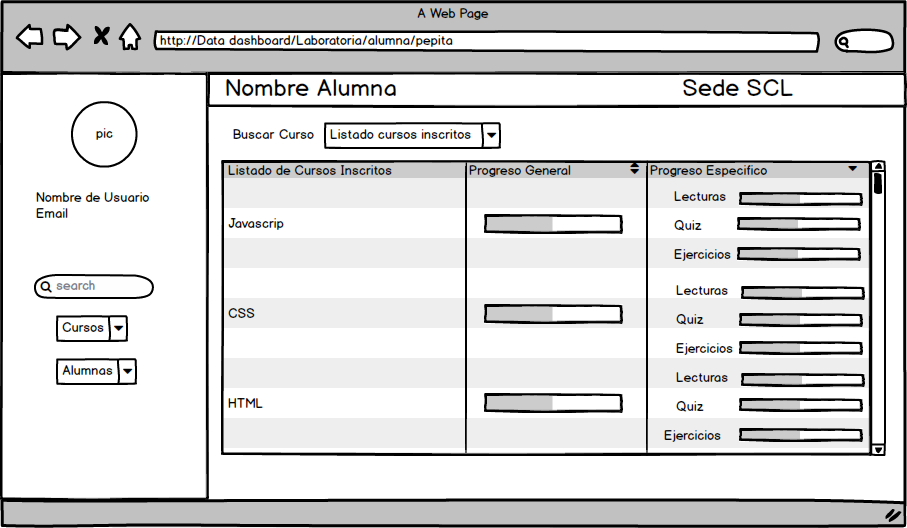 A Web Page
http://Data dashboard/Laboratoria/alumna/pepita
Nombre Alumna
Sede SCL
pic
Nombre de Usuario
Email
search
Cursos
Alumnas
Buscar Curso
Listado cursos inscritos
Listado de Cursos Inscritos
Progreso General
Progreso Especifico
Lecturas
Javascrip
Quiz
Ejercicios
Lecturas
CSS
Quiz
Ejercicios
Lecturas
HTML
Quiz
Ejercicios